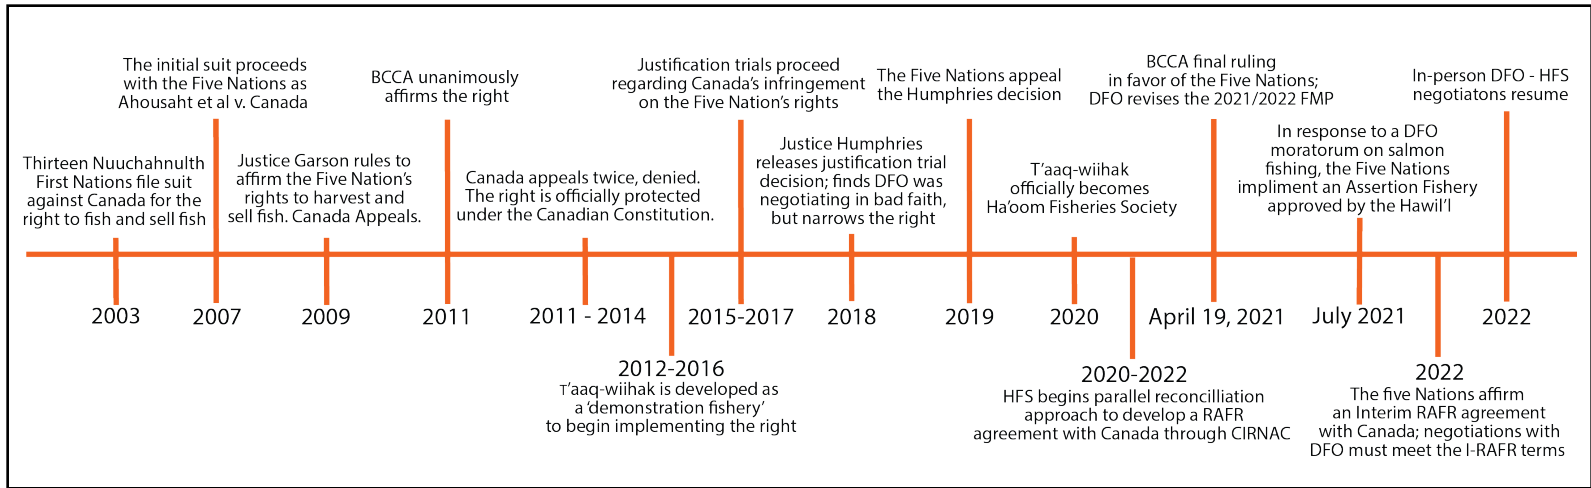 Thirteen Nuuchahnulth
First Nations file suit
against Canada for the
right to fish and sell fish
2003
The initial suit proceeds
with the Five Nations as
Ahousaht et al v. Canada
2007
Justice Garson rules to
affirm the Five Nation's
rights to harvest and
sell fish. Canada Appeals.
2009
BCCA unanimously
affirms the right
2011
Canada appeals twice, denied.
The right is officially protected
under the Canadian Constitution.
2011 - 2014
2012-2016
T'aaq-wiihak is developed as
a 'demonstration fishery'
to begin implementing the right
Justification trials proceed
regarding Canada's infringement
on the Five Nation's rights
2015-2017
Justice Humphries
releases justification trial
decision; finds DFO was
negotiating in bad faith,
but narrows the right
2018
The Five Nations appeal
the Humphries decision
2019
T'aaq-wiihak
officially becomes
Ha'oom Fisheries Society
2020
2020-2022
HFS begins parallel reconcilliation
approach to develop a RAFR
agreement with Canada through CIRNAC
BCCA final ruling
in favor of the Five Nations;
DFO revises the 2021/2022 FMP
April 19, 2021
In response to a DFO
moratorum on salmon
fishing, the Five Nations
impliment an Assertion Fishery
approved by the Hawil'l
July 2021
2022
The five Nations affirm
an Interim RAFR agreement
with Canada; negotiations with
DFO must meet the I-RAFR terms
In-person DFO - HFS
negotiatons resume
2022